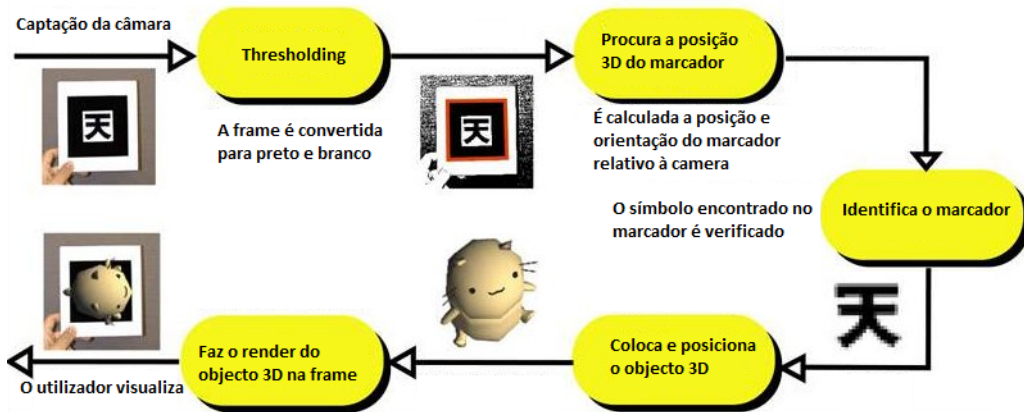 Captação da câmara
Thresholding
A frame é convertida
para preto e branco
Procura a posição
3D do marcador
É calculada a posição e
orientação do marcador
relativo à camera
Identifica o marcador
O símbolo encontrado no
marcador é verificado
天
天
天
Coloca e posiciona
o objecto 3D
Faz o render do
objecto 3D na frame
O utilizador visualiza